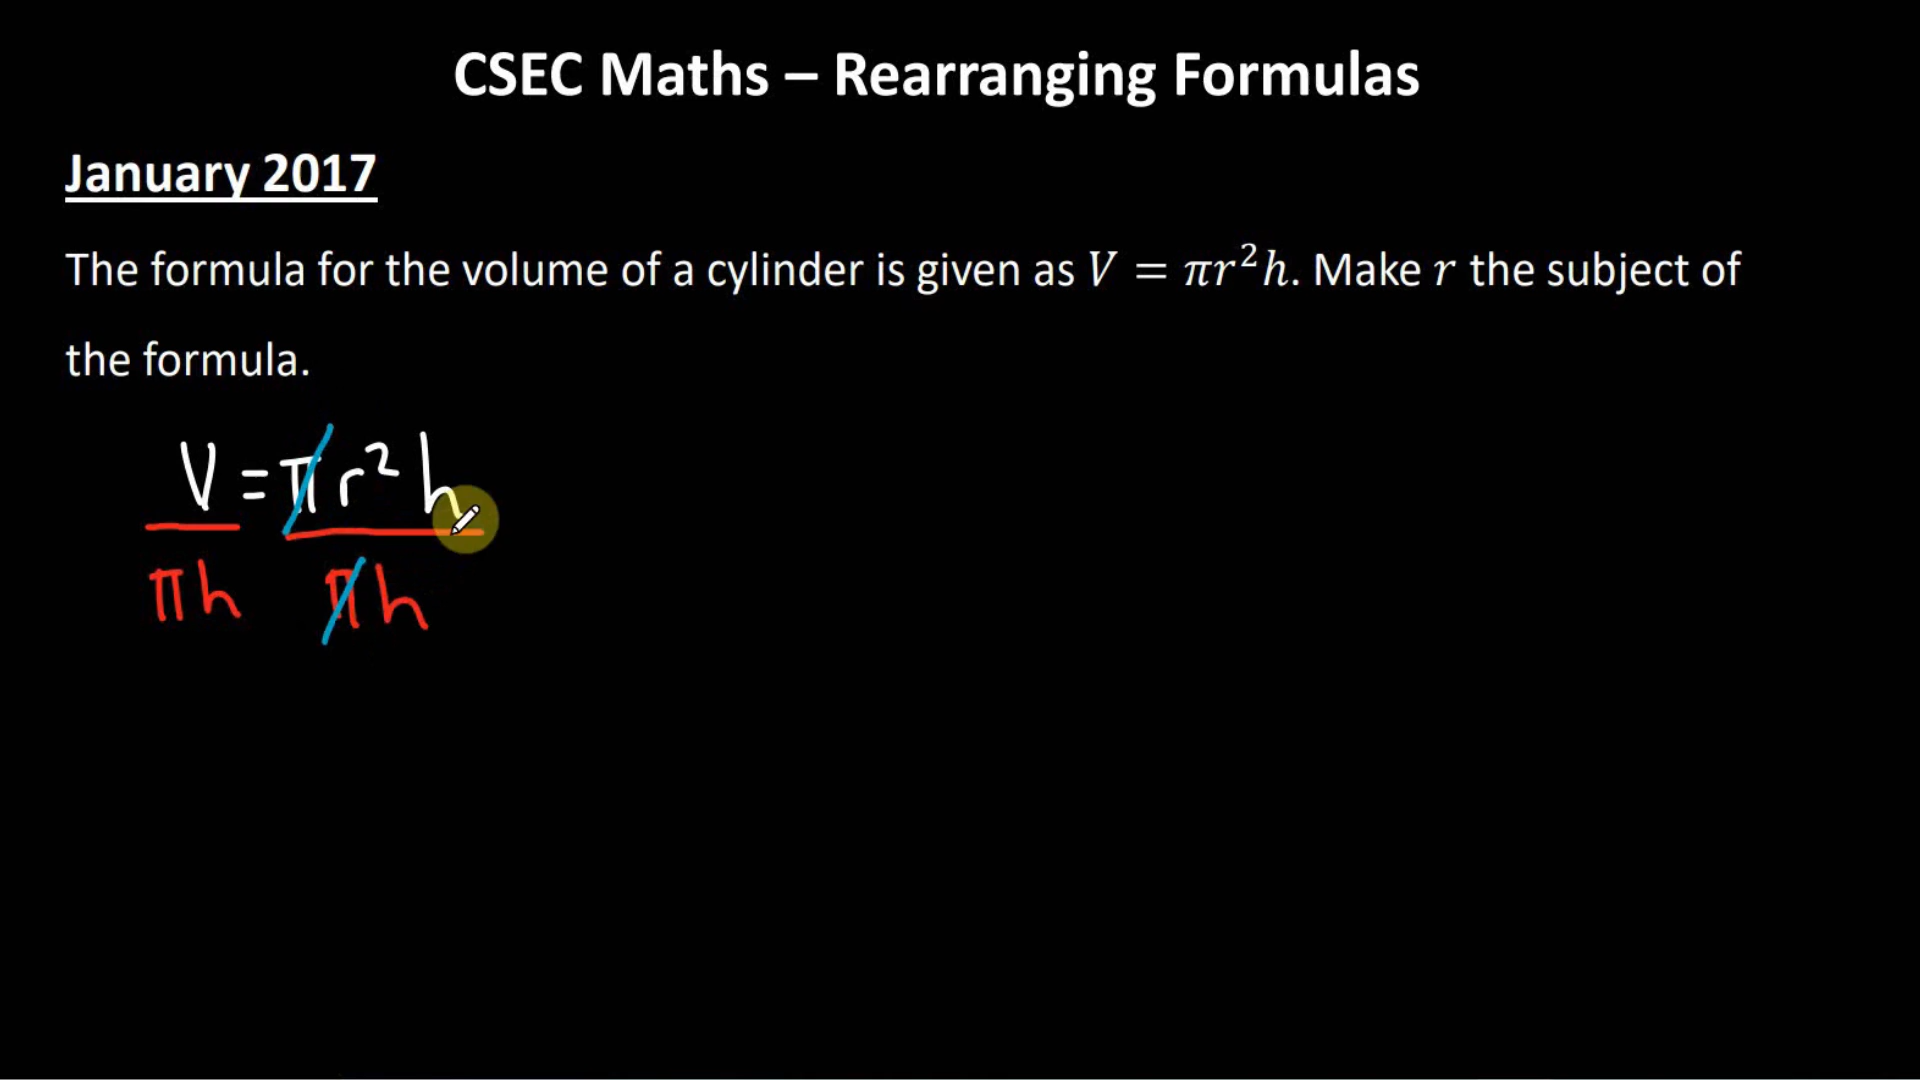 CSEC Maths – Rearranging Formulas
January 2017
The formula for the volume of a cylinder is given as V = πr²h. Make r the subject of
the formula.
V = πr²h
πh πh